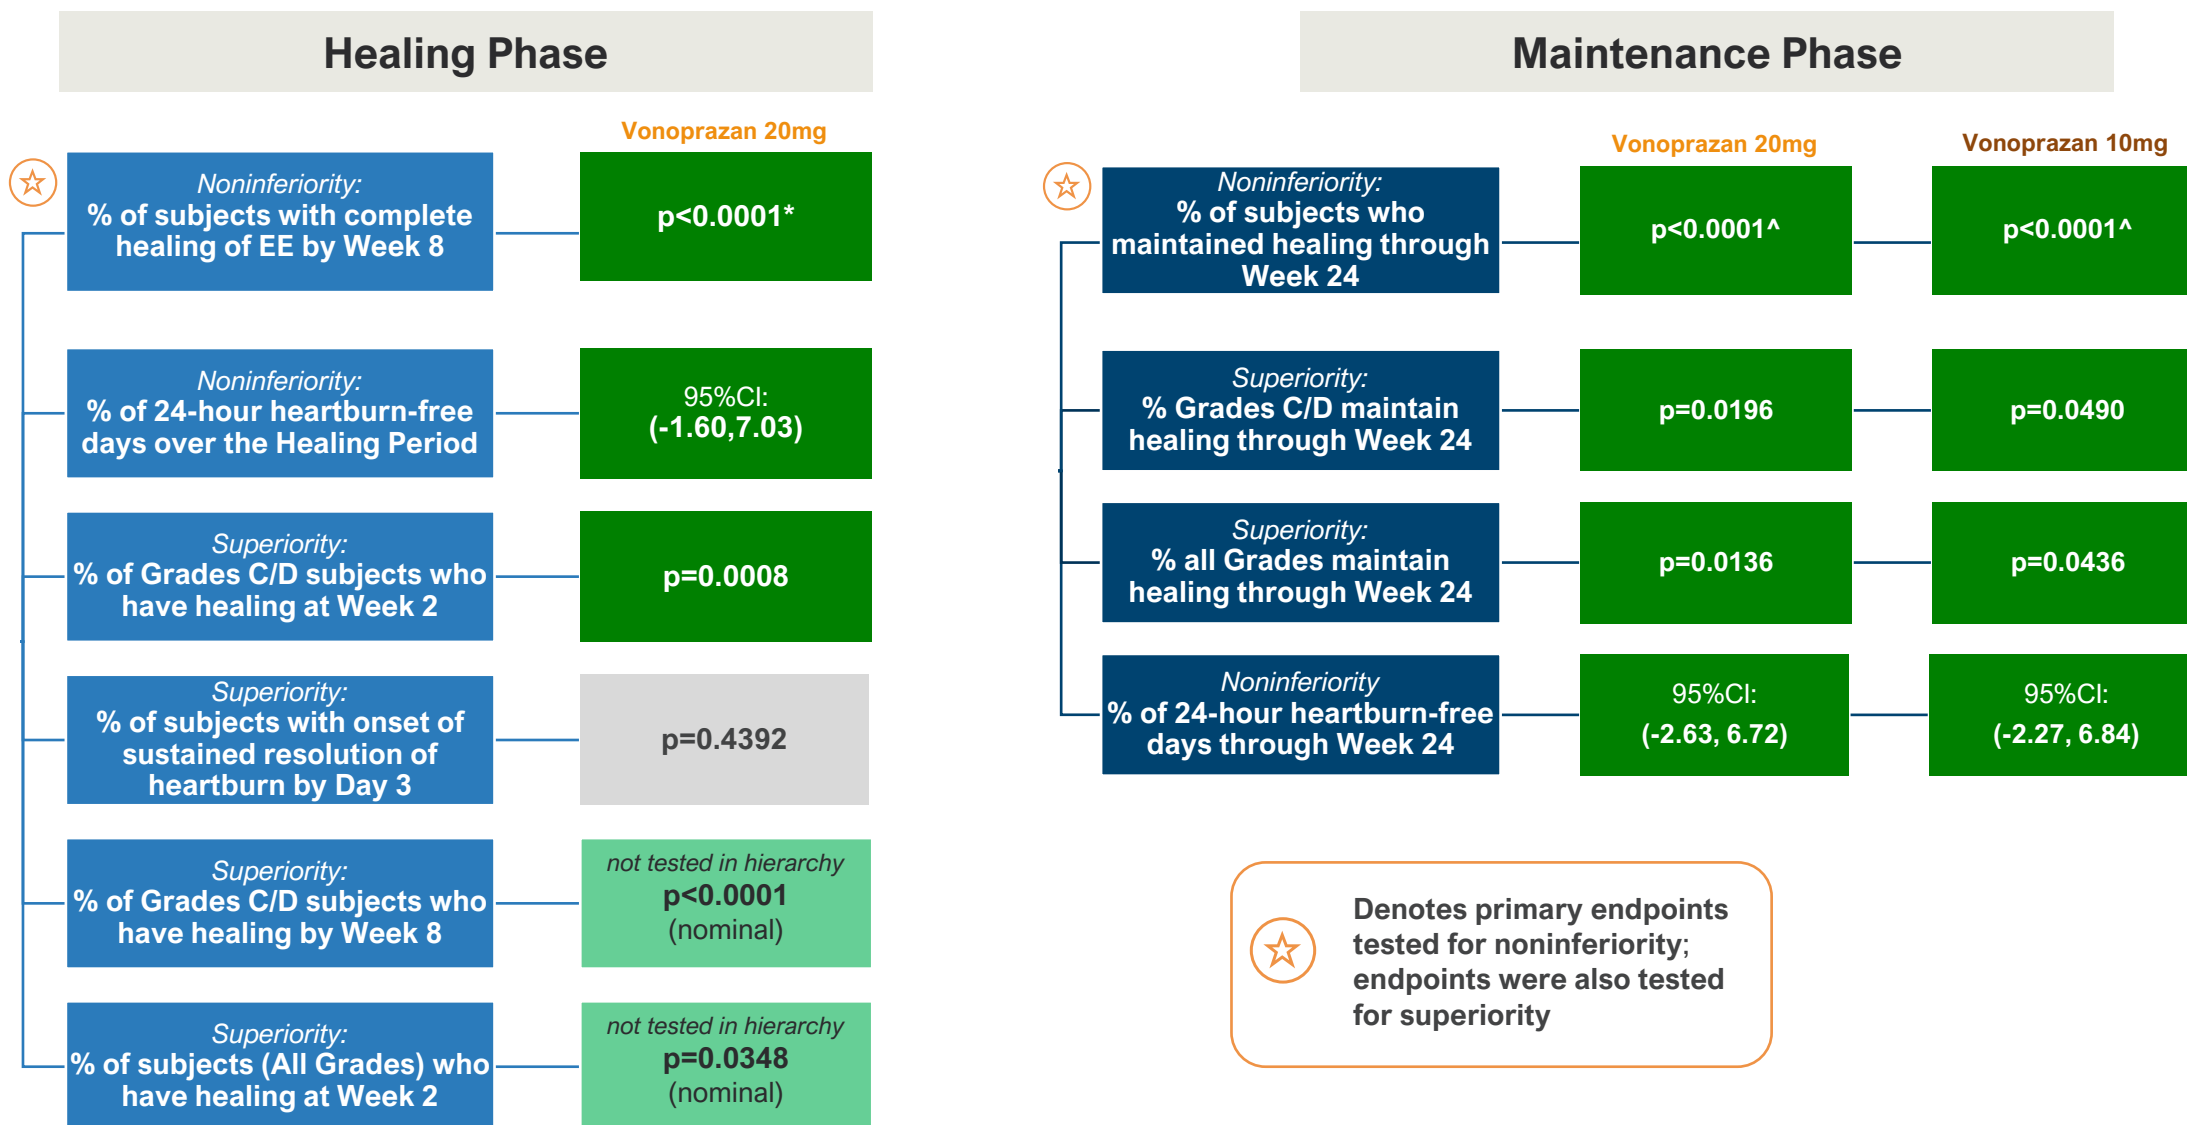 Healing Phase
Vonoprazan 20mg
Noninferiority:
% of subjects with complete
healing of EE by Week 8
p<0.0001*
Noninferiority:
% of 24-hour heartburn-free
days over the Healing Period
95%CI:
(-1.60,7.03)
Superiority:
% of Grades C/D subjects who
have healing at Week 2
p=0.0008
Superiority:
% of subjects with onset of
sustained resolution of
heartburn by Day 3
p=0.4392
Superiority:
% of Grades C/D subjects who
have healing by Week 8
not tested in hierarchy
p<0.0001
(nominal)
Superiority:
% of subjects (All Grades) who
have healing at Week 2
not tested in hierarchy
p=0.0348
(nominal)
Maintenance Phase
Vonoprazan 20mg
Vonoprazan 10mg
Noninferiority:
% of subjects who
maintained healing through
Week 24
p<0.0001^
p<0.0001^
Superiority:
% Grades C/D maintain
healing through Week 24
p=0.0196
p=0.0490
Superiority:
% all Grades maintain
healing through Week 24
p=0.0136
p=0.0436
Noninferiority
% of 24-hour heartburn-free
days through Week 24
95%CI:
(-2.63, 6.72)
95%CI:
(-2.27, 6.84)
Denotes primary endpoints
tested for noninferiority;
endpoints were also tested
for superiority